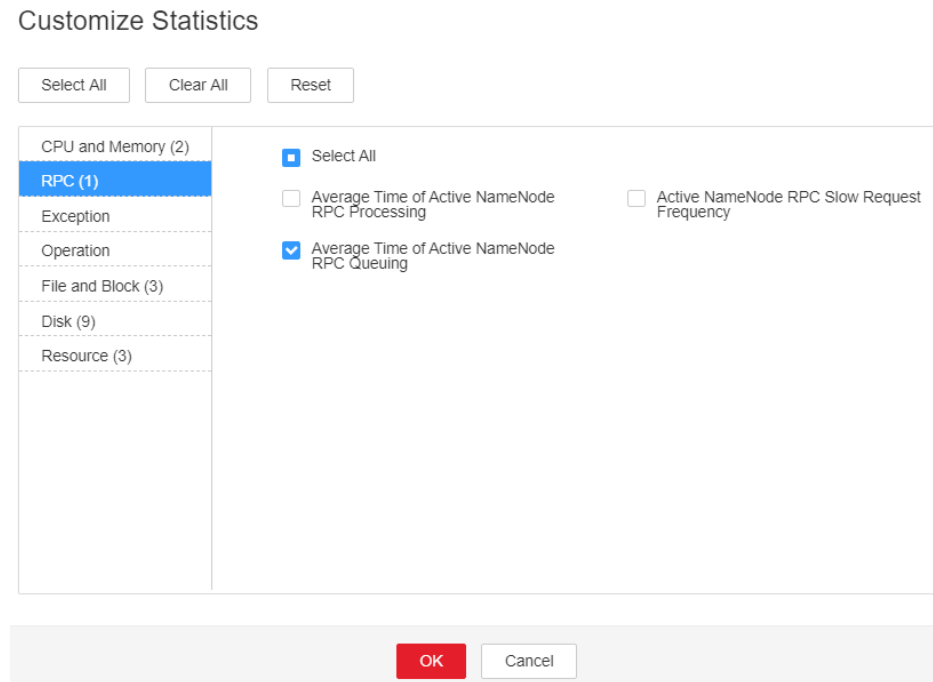 Customize Statistics
Select All
Clear All
Reset
CPU and Memory (2)
RPC (1)
Exception
Operation
File and Block (3)
Disk (9)
Resource (3)
Select All
Average Time of Active NameNode
RPC Processing
Active NameNode RPC Slow Request
Frequency
Average Time of Active NameNode
RPC Queuing
OK
Cancel